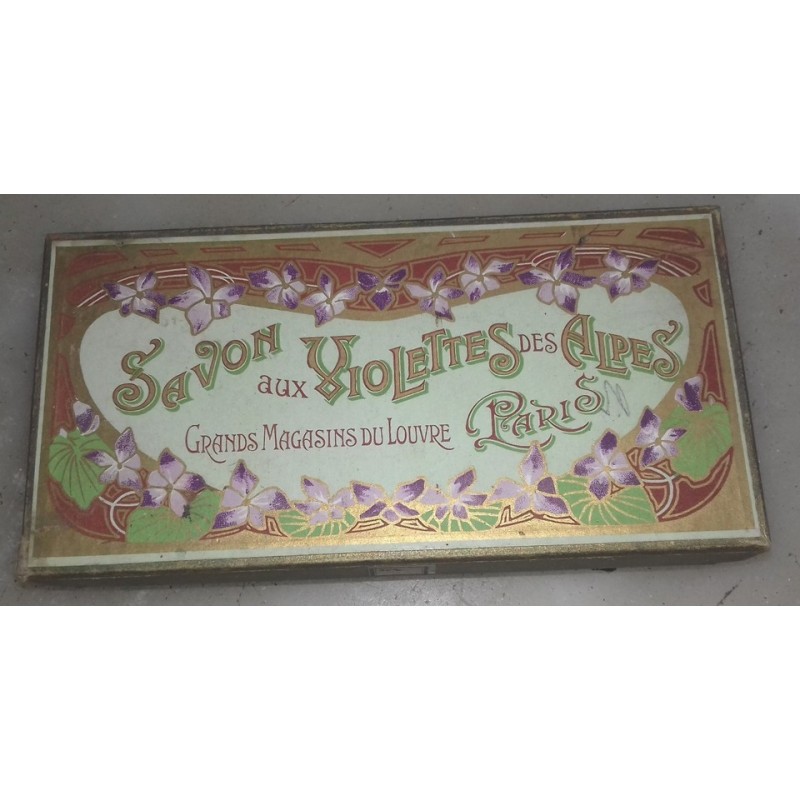 SAVON AUX VIOLETTES DES ALPES
GRANDS MAGASINS DU LOUVRE PARIS